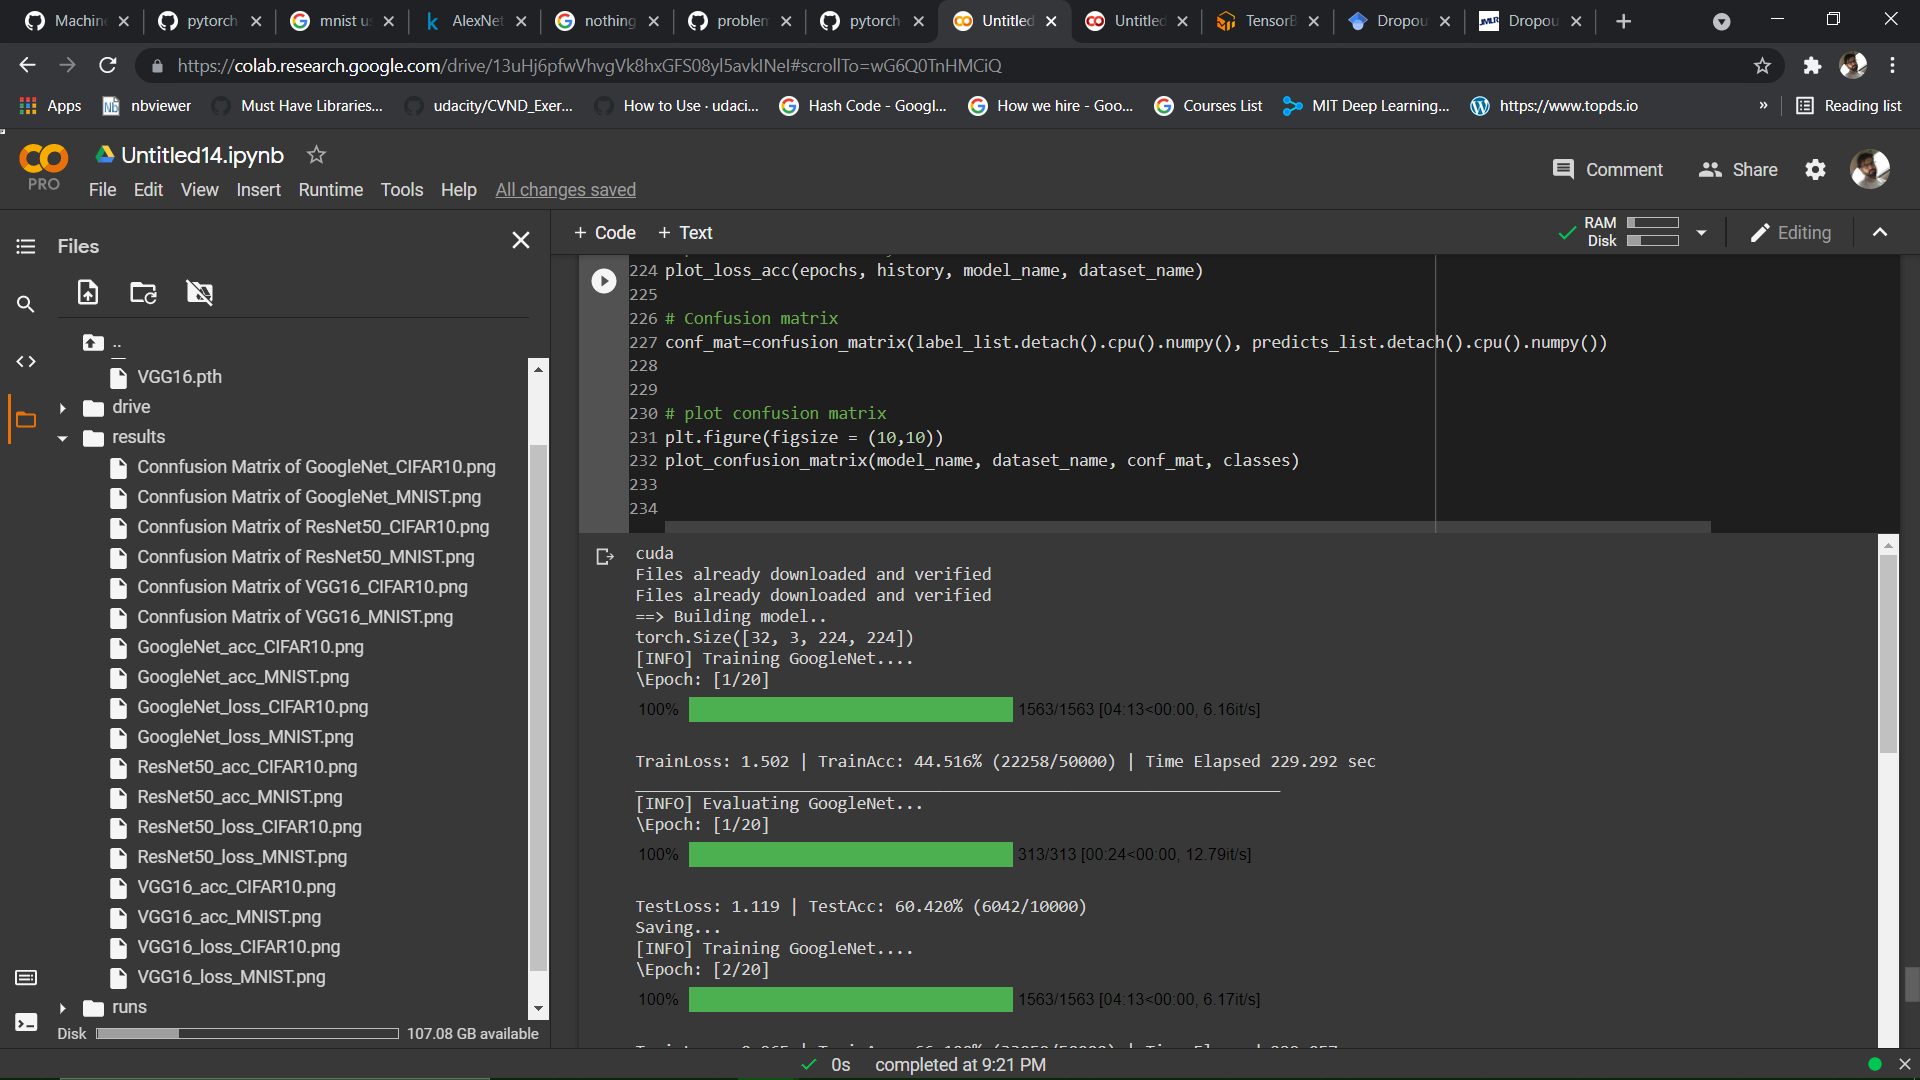 Machine
pytorch
mnist us
AlexNet
nothing
problem
pytorch
Untitled
Untitled
TensorB
Dropou
JMLR Dropou
https://colab.research.google.com/drive/13uHj6pfwVhvgVk8hxGFS08yl5avkINeI#scrollTo=wG6Q0TnHMCiQ
Apps
nbviewer
Must Have Libraries...
udacity/CVND_Exer...
How to Use · udaci...
Hash Code - Googl...
How we hire - Goo...
Courses List
MIT Deep Learning...
https://www.topds.io
»
Reading list
PRO
Untitled14.ipynb
File Edit View Insert Runtime Tools Help All changes saved
Comment
Share
Files
+ Code + Text
RAM
Disk
Editing
..
VGG16.pth
drive
results
Connfusion Matrix of GoogleNet_CIFAR10.png
Connfusion Matrix of GoogleNet_MNIST.png
Connfusion Matrix of ResNet50_CIFAR10.png
Connfusion Matrix of ResNet50_MNIST.png
Connfusion Matrix of VGG16_CIFAR10.png
Connfusion Matrix of VGG16_MNIST.png
GoogleNet_acc_CIFAR10.png
GoogleNet_acc_MNIST.png
GoogleNet_loss_CIFAR10.png
GoogleNet_loss_MNIST.png
ResNet50_acc_CIFAR10.png
ResNet50_acc_MNIST.png
ResNet50_loss_CIFAR10.png
ResNet50_loss_MNIST.png
VGG16_acc_CIFAR10.png
VGG16_acc_MNIST.png
VGG16_loss_CIFAR10.png
VGG16_loss_MNIST.png
runs
Disk 107.08 GB available
224 plot_loss_acc(epochs, history, model_name, dataset_name)
225
226 # Confusion matrix
227 conf_mat=confusion_matrix(label_list.detach().cpu().numpy(), predicts_list.detach().cpu().numpy())
228
229
230 # plot confusion matrix
231 plt.figure(figsize = (10,10))
232 plot_confusion_matrix(model_name, dataset_name, conf_mat, classes)
233
234
cuda
Files already downloaded and verified
Files already downloaded and verified
==> Building model..
torch.Size([32, 3, 224, 224])
[INFO] Training GoogleNet....
\Epoch: [1/20]
100% 1563/1563 [04:13<00:00, 6.16it/s]
TrainLoss: 1.502 | TrainAcc: 44.516% (22258/50000) | Time Elapsed 229.292 sec
[INFO] Evaluating GoogleNet...
\Epoch: [1/20]
100% 313/313 [00:24<00:00, 12.79it/s]
TestLoss: 1.119 | TestAcc: 60.420% (6042/10000)
Saving...
[INFO] Training GoogleNet....
\Epoch: [2/20]
100% 1563/1563 [04:13<00:00, 6.17it/s]
0s completed at 9:21 PM